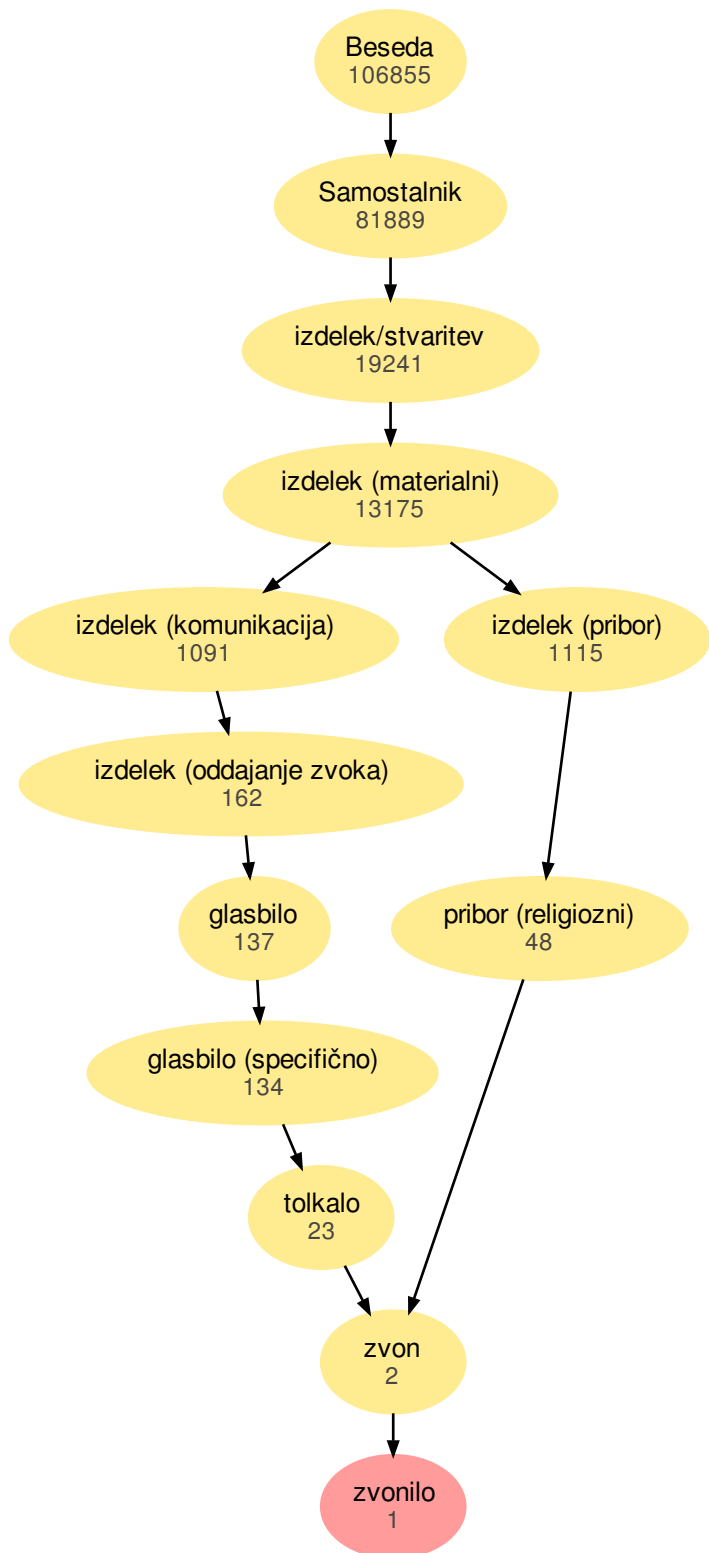 Beseda
106855
Samostalnik
81889
izdelek/stvaritev
19241
izdelek (materialni)
13175
izdelek (komunikacija)
1091
izdelek (pribor)
1115
izdelek (oddajanje zvoka)
162
glasbilo
137
pribor (religiozni)
48
glasbilo (specifično)
134
tolkalo
23
zvon
2
zvonilo
1